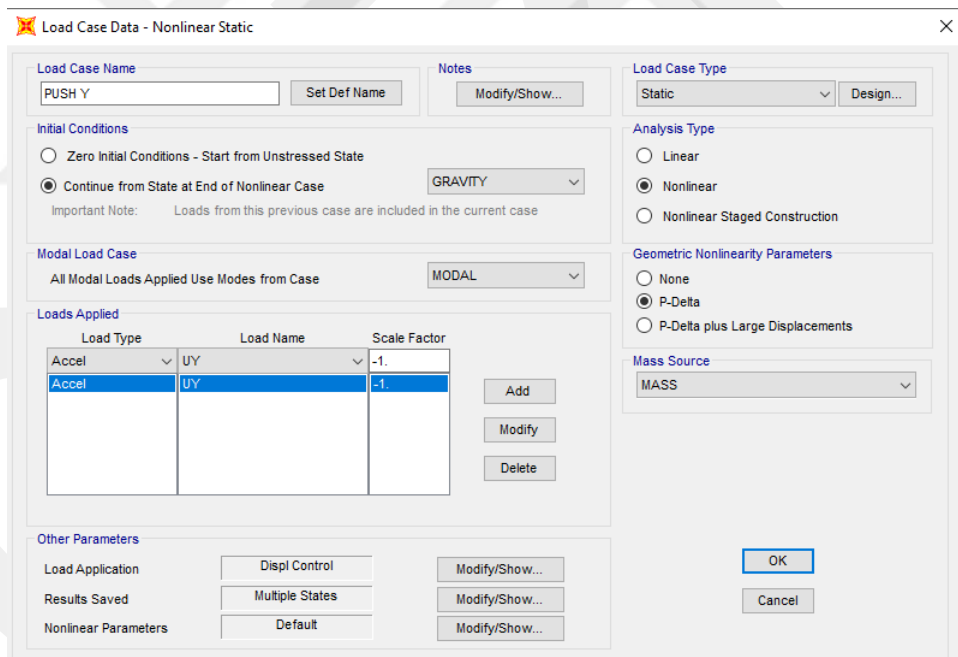 Load Case Data - Nonlinear Static
Load Case Name
PUSH Y
Set Def Name
Notes
Modify/Show...
Load Case Type
Static
Design...
Initial Conditions
Zero Initial Conditions - Start from Unstressed State
Continue from State at End of Nonlinear Case
GRAVITY
Important Note: Loads from this previous case are included in the current case
Analysis Type
Linear
Nonlinear
Nonlinear Staged Construction
Modal Load Case
All Modal Loads Applied Use Modes from Case
MODAL
Geometric Nonlinearity Parameters
None
P-Delta
P-Delta plus Large Displacements
Loads Applied
Load Type Load Name Scale Factor
Accel UY -1.
Accel UY -1.
Add
Modify
Delete
Mass Source
MASS
Other Parameters
Load Application Displ Control Modify/Show...
Results Saved Multiple States Modify/Show...
Nonlinear Parameters Default Modify/Show...
OK
Cancel